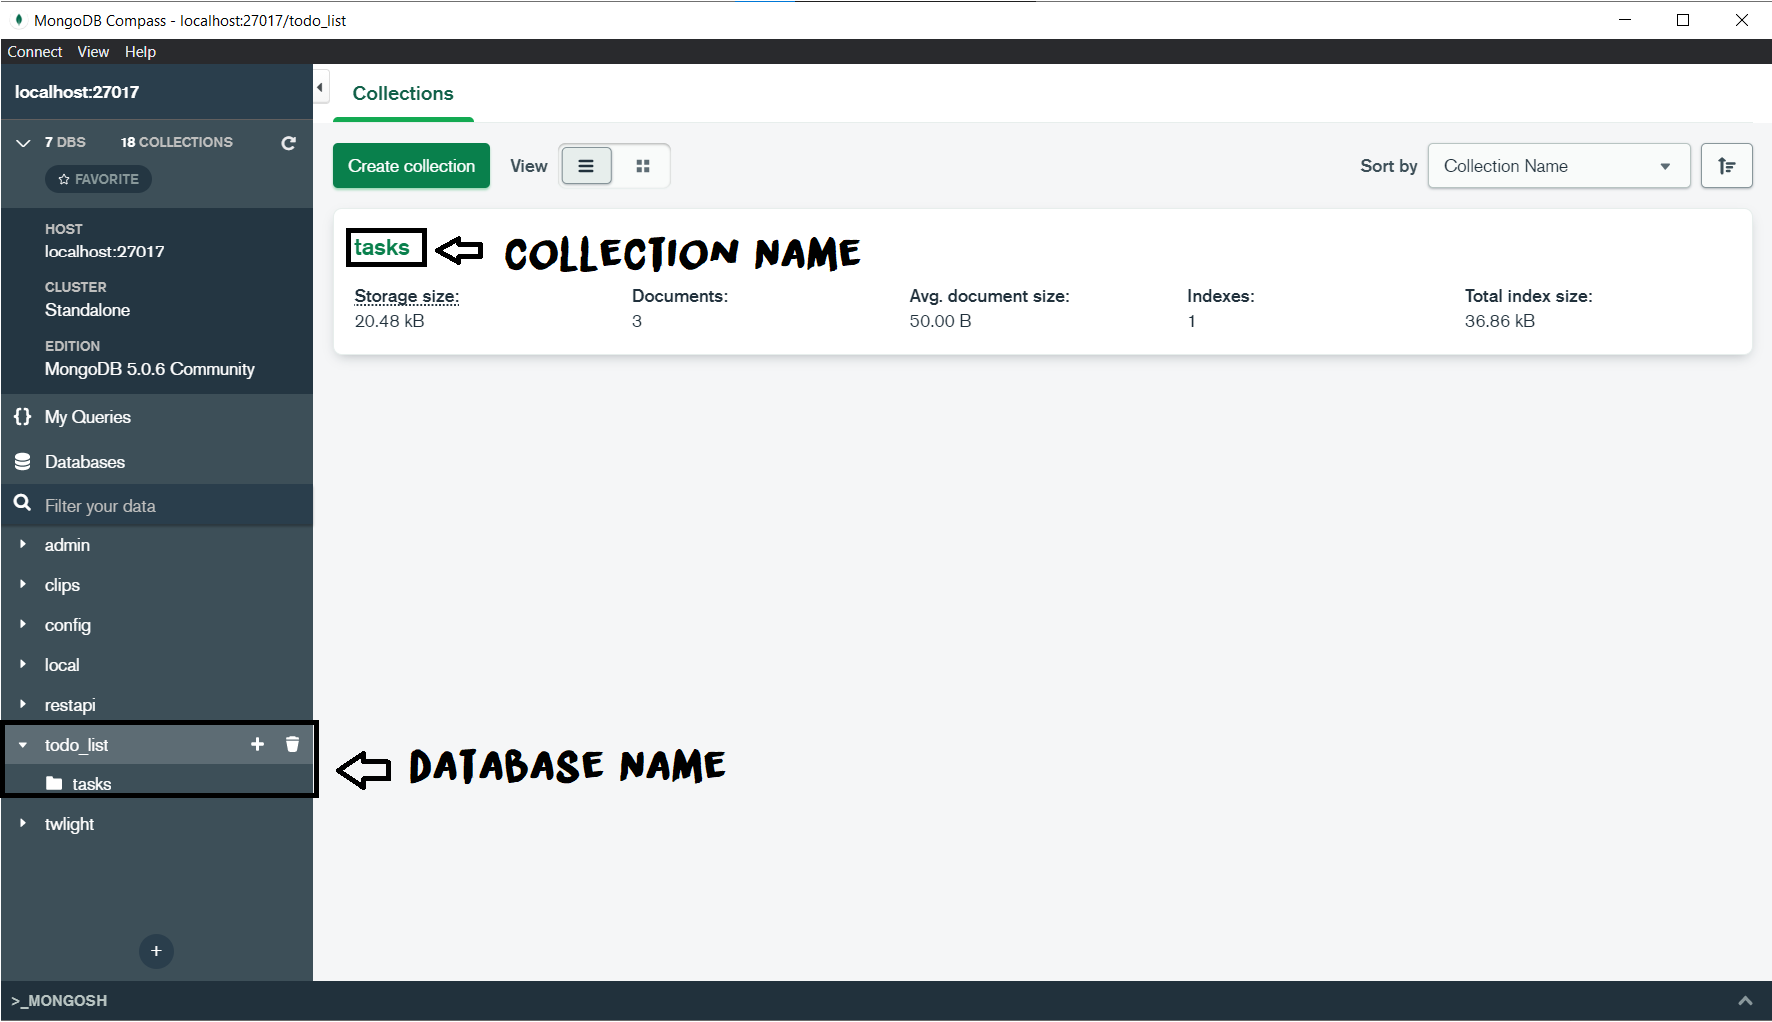 MongoDB Compass - localhost:27017/todo_list
Connect View Help
localhost:27017
Collections
7 DBS 18 COLLECTIONS
FAVORITE
Create collection View Sort by Collection Name
HOST
localhost:27017
tasks COLLECTION NAME
CLUSTER
Standalone
Storage size: Documents: Avg. document size: Indexes: Total index size:
20.48 kB 3 50.00 B 1 36.86 kB
EDITION
MongoDB 5.0.6 Community
{} My Queries
Databases
Filter your data
admin
clips
config
local
restapi
todo_list +
DATABASE NAME
tasks
twlight
+
>_MONGOSH